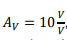 A_V = 10 V/V,